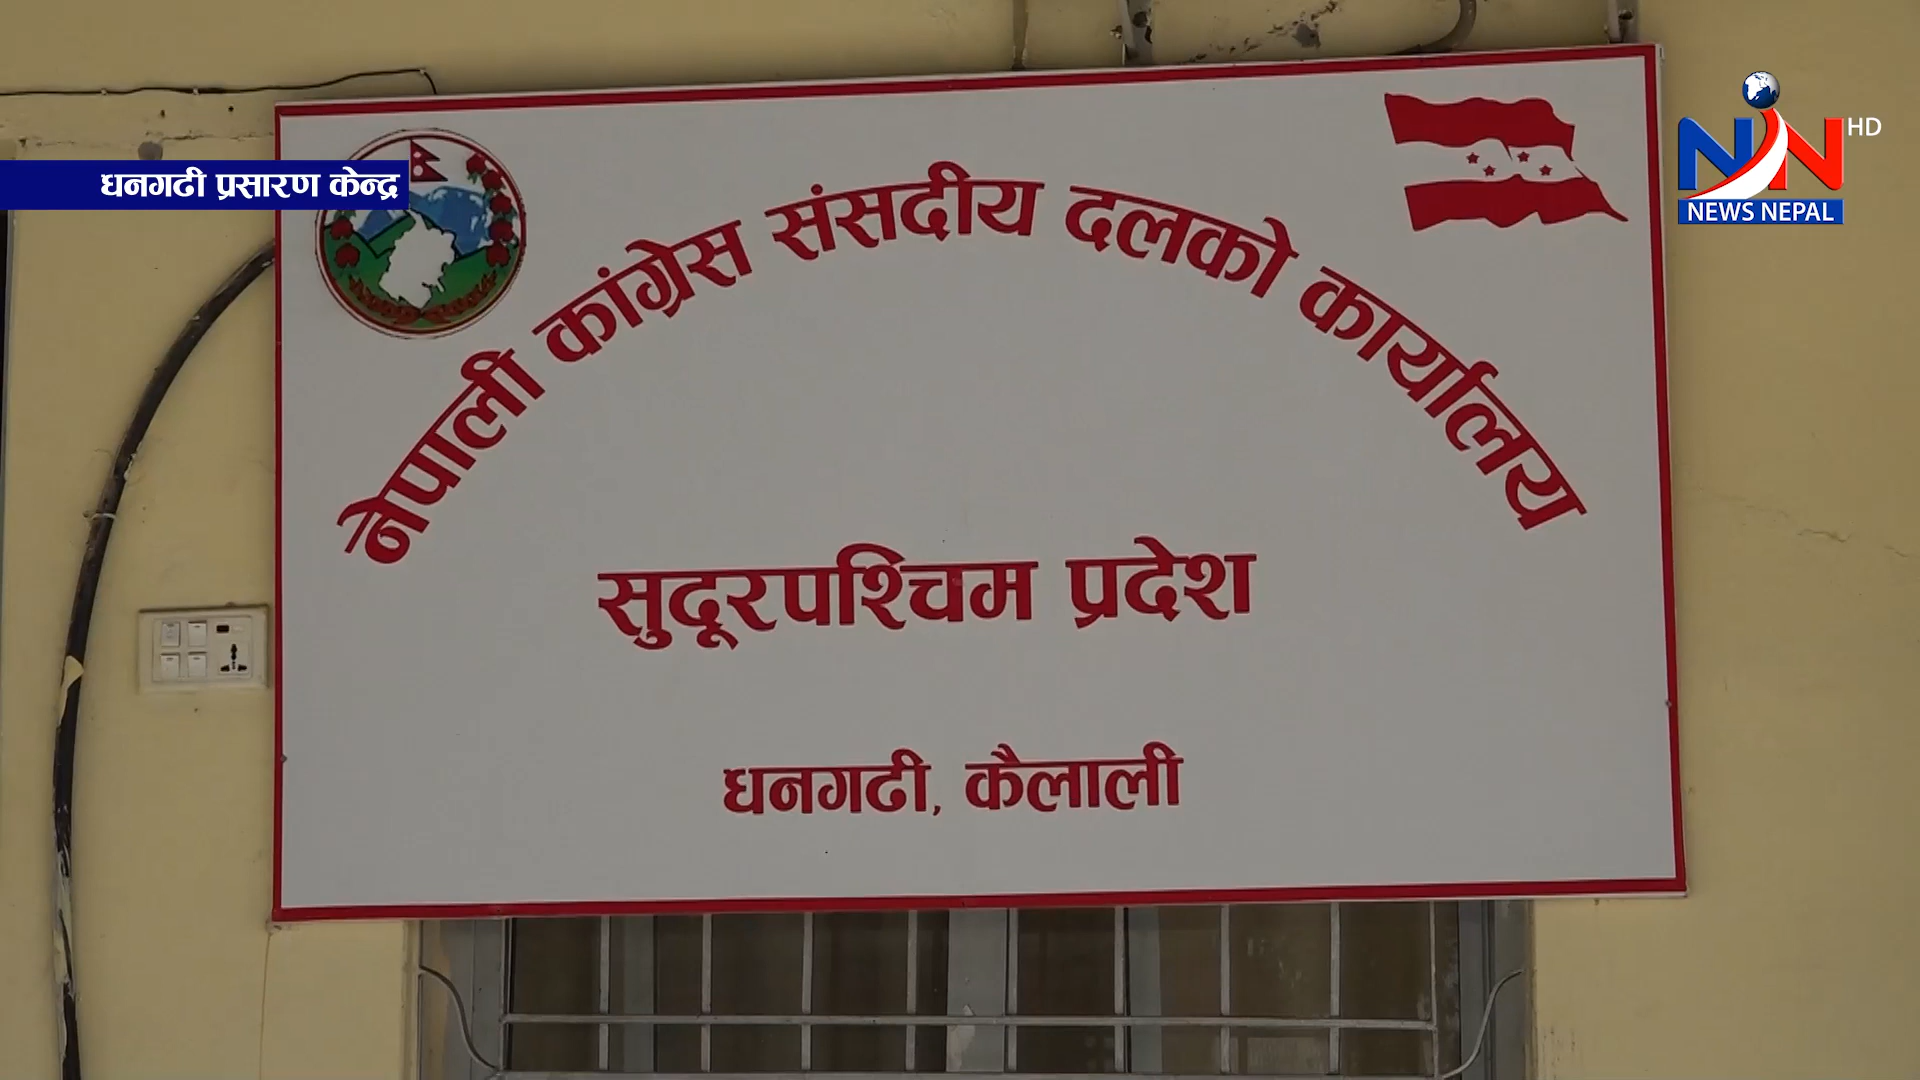 धनगढी प्रसारण केन्द्र
NN HD
NEWS NEPAL
नेपाली कांग्रेस संसदीय दलको कार्यालय
सुदूरपश्चिम प्रदेश
धनगढी, कैलाली